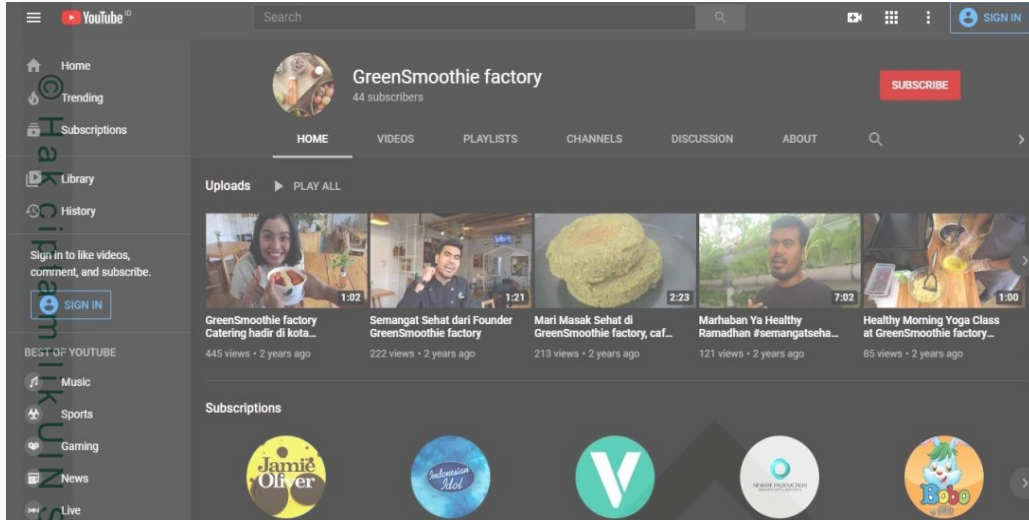 YouTube ID
Search
SIGN IN
Home
Trending
Subscriptions
Library
History
Sign in to like videos,
comment, and subscribe.
SIGN IN
BEST OF YOUTUBE
Music
Sports
Gaming
News
Live
© Hak Cipta milik UIN S
GreenSmoothie factory
44 subscribers
SUBSCRIBE
HOME VIDEOS PLAYLISTS CHANNELS DISCUSSION ABOUT
Uploads PLAY ALL
1:02
GreenSmoothie factory
Catering hadir di kota...
445 views • 2 years ago
1:21
Semangat Sehat dari Founder
GreenSmoothie factory
222 views • 2 years ago
2:23
Mari Masak Sehat di
GreenSmoothie factory, caf...
213 views • 2 years ago
7:02
Marhaban Ya Healthy
Ramadhan #semangatseha...
121 views • 2 years ago
1:00
Healthy Morning Yoga Class
at GreenSmoothie factory...
85 views • 2 years ago
Subscriptions
Jamie
Oliver
Indonesian
Idol
V
Bobo
GRID